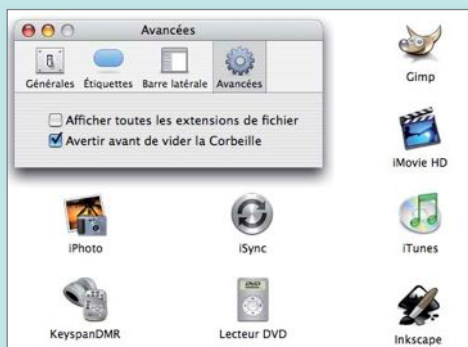 Avancées
Générales Étiquettes Barre latérale Avancées
Afficher toutes les extensions de fichier
Avertir avant de vider la Corbeille
Gimp
iMovie HD
iPhoto iSync iTunes
DVD
KeyspanDMR Lecteur DVD Inkscape